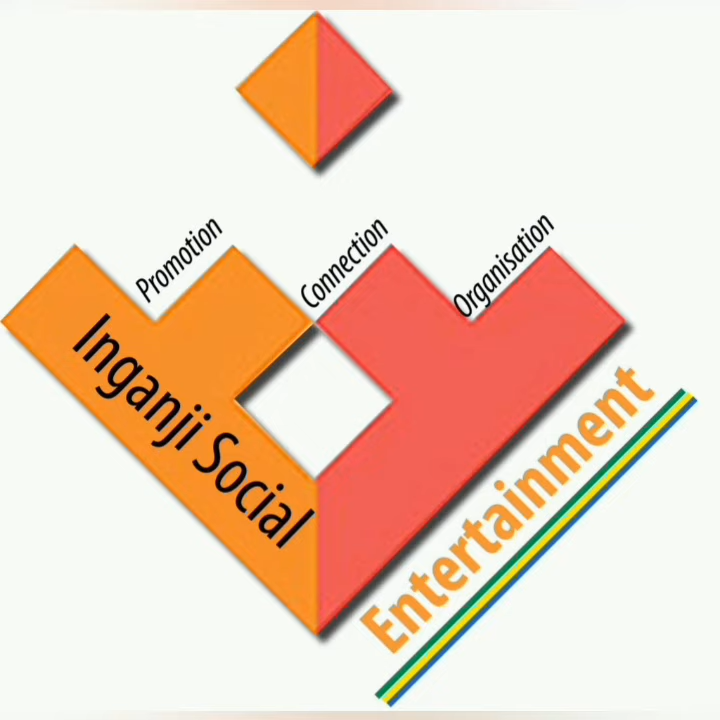 Promotion
Connection
Organisation
Inganji Social
Entertainment